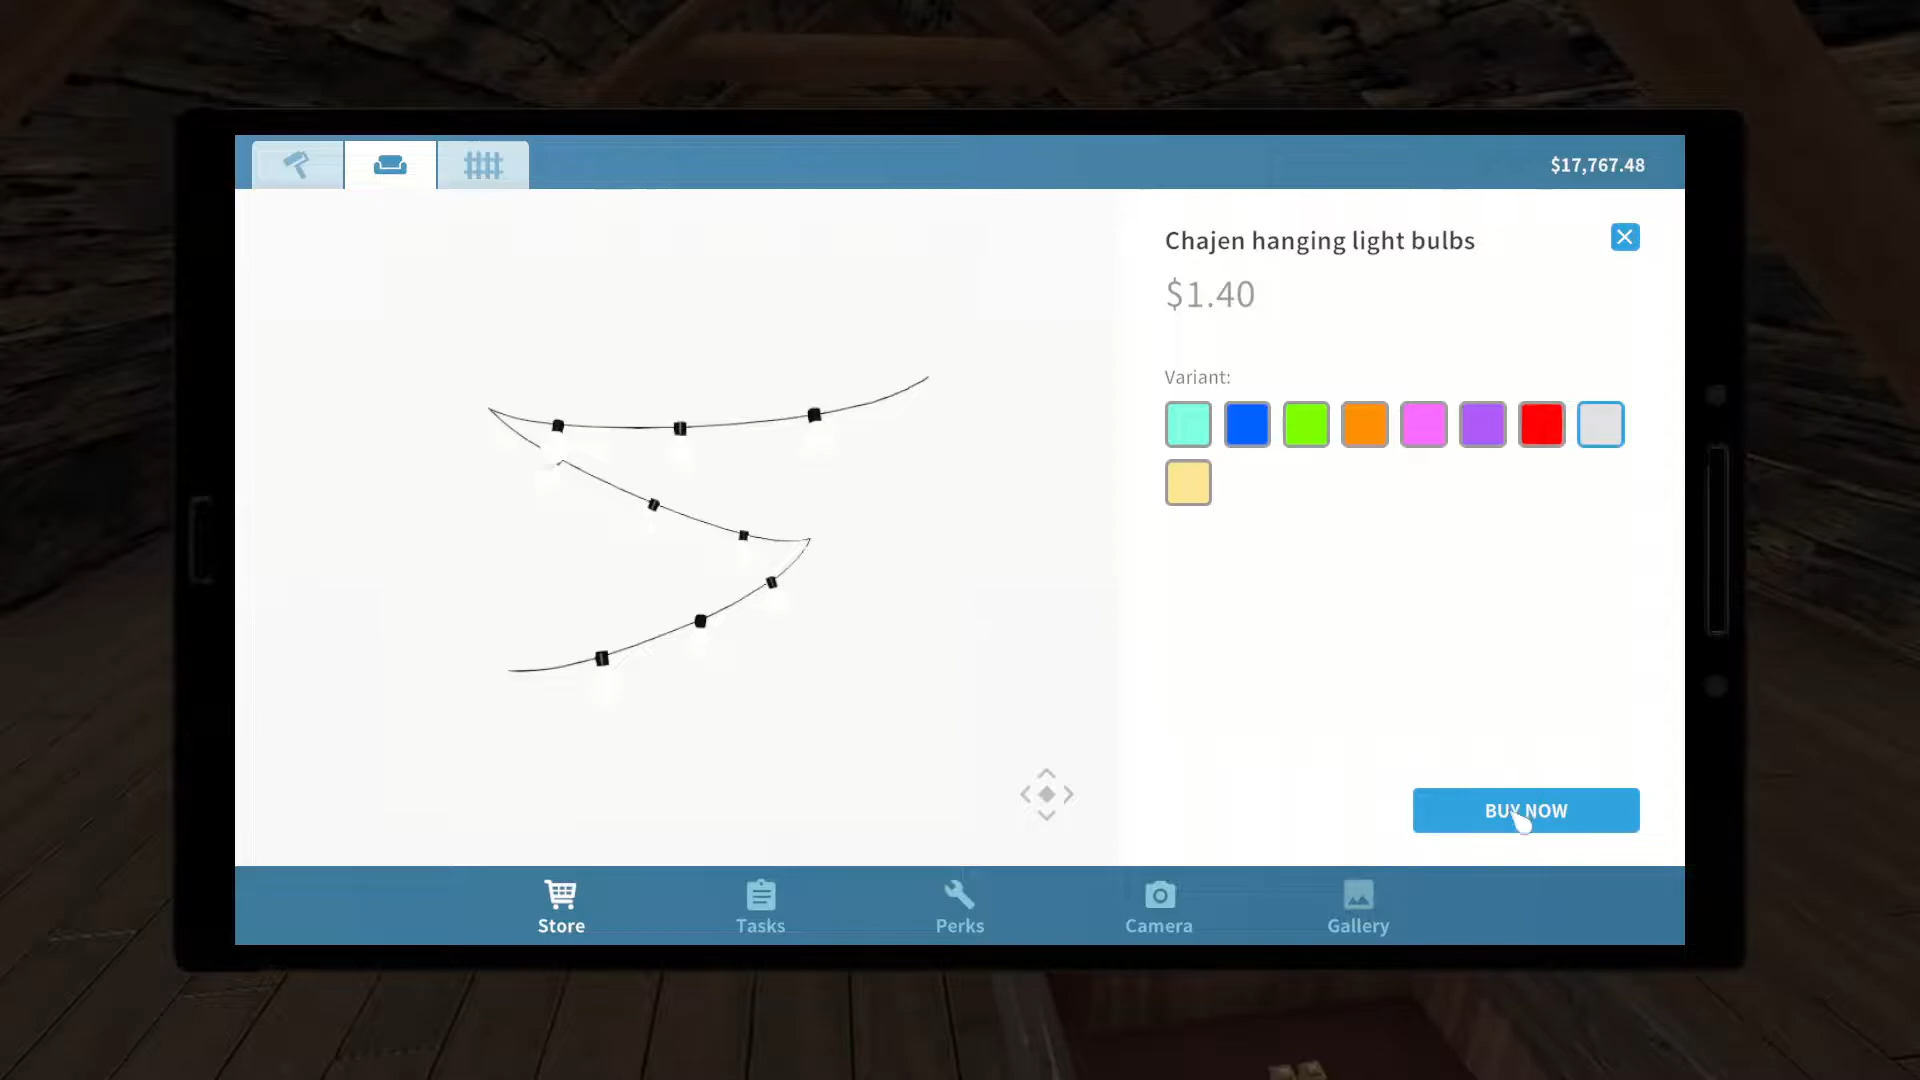 $17,767.48
Chajen hanging light bulbs
$1.40
Variant:
BUY NOW
Store
Tasks
Perks
Camera
Gallery